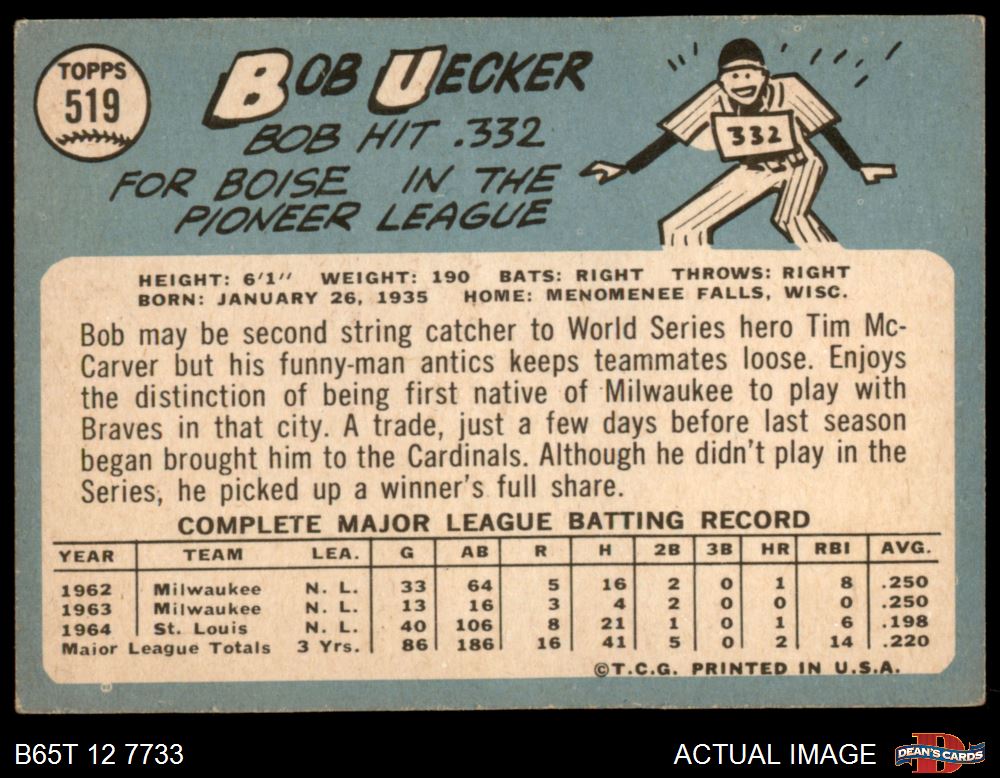 TOPPS
519
BOB UECKER
BOB HIT .332
FOR BOISE IN THE
PIONEER LEAGUE
332
HEIGHT: 6'1" WEIGHT: 190 BATS: RIGHT THROWS: RIGHT
BORN: JANUARY 26, 1935 HOME: MENOMENEE FALLS, WISC.
Bob may be second string catcher to World Series hero Tim Mc-
Carver but his funny-man antics keeps teammates loose. Enjoys
the distinction of being first native of Milwaukee to play with
Braves in that city. A trade, just a few days before last season
began brought him to the Cardinals. Although he didn't play in the
Series, he picked up a winner's full share.
COMPLETE MAJOR LEAGUE BATTING RECORD
YEAR TEAM LEA. G AB R H 2B 3B HR RBI AVG.
1962 Milwaukee N. L. 33 64 5 16 2 0 1 8 .250
1963 Milwaukee N. L. 13 16 3 4 2 0 0 0 .250
1964 St. Louis N. L. 40 106 8 21 1 0 1 6 .198
Major League Totals 3 Yrs. 86 186 16 41 5 0 2 14 .220
©T.C.G. PRINTED IN U.S.A.
B65T 12 7733
ACTUAL IMAGE
DEAN'S CARDS